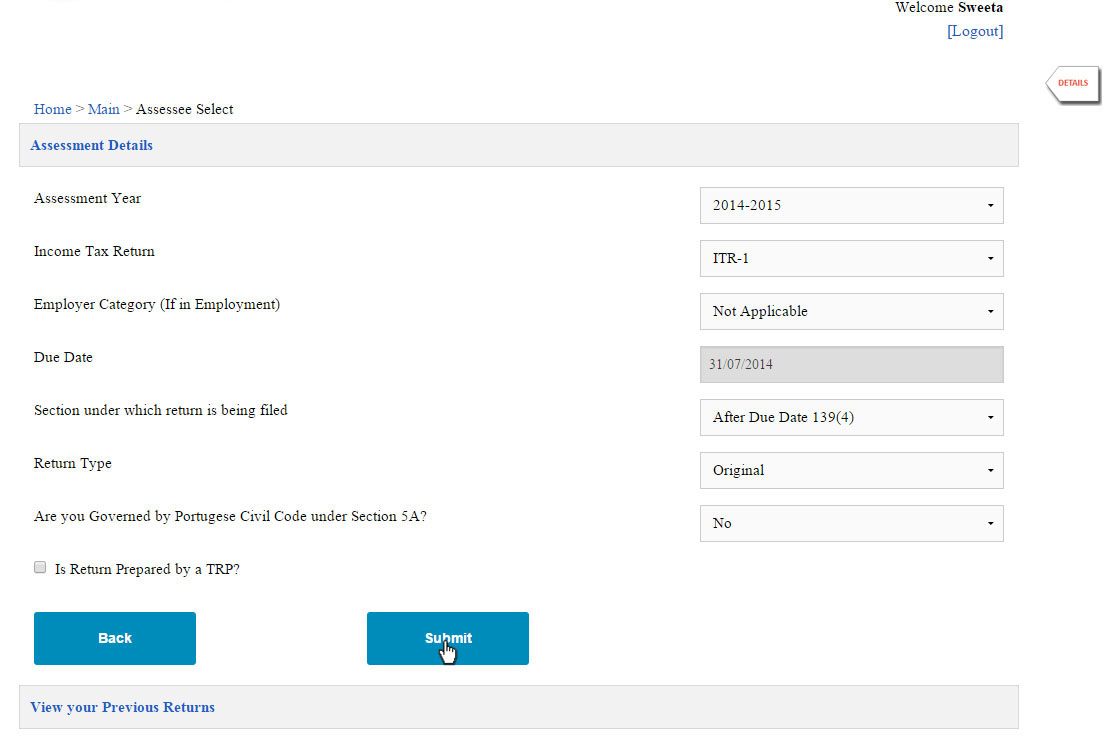 Welcome Sweeta
[Logout]
DETAILS
Home > Main > Assessee Select
Assessment Details
Assessment Year 2014-2015
Income Tax Return ITR-1
Employer Category (If in Employment) Not Applicable
Due Date 31/07/2014
Section under which return is being filed After Due Date 139(4)
Return Type Original
Are you Governed by Portugese Civil Code under Section 5A? No
Is Return Prepared by a TRP?
Back Submit
View your Previous Returns